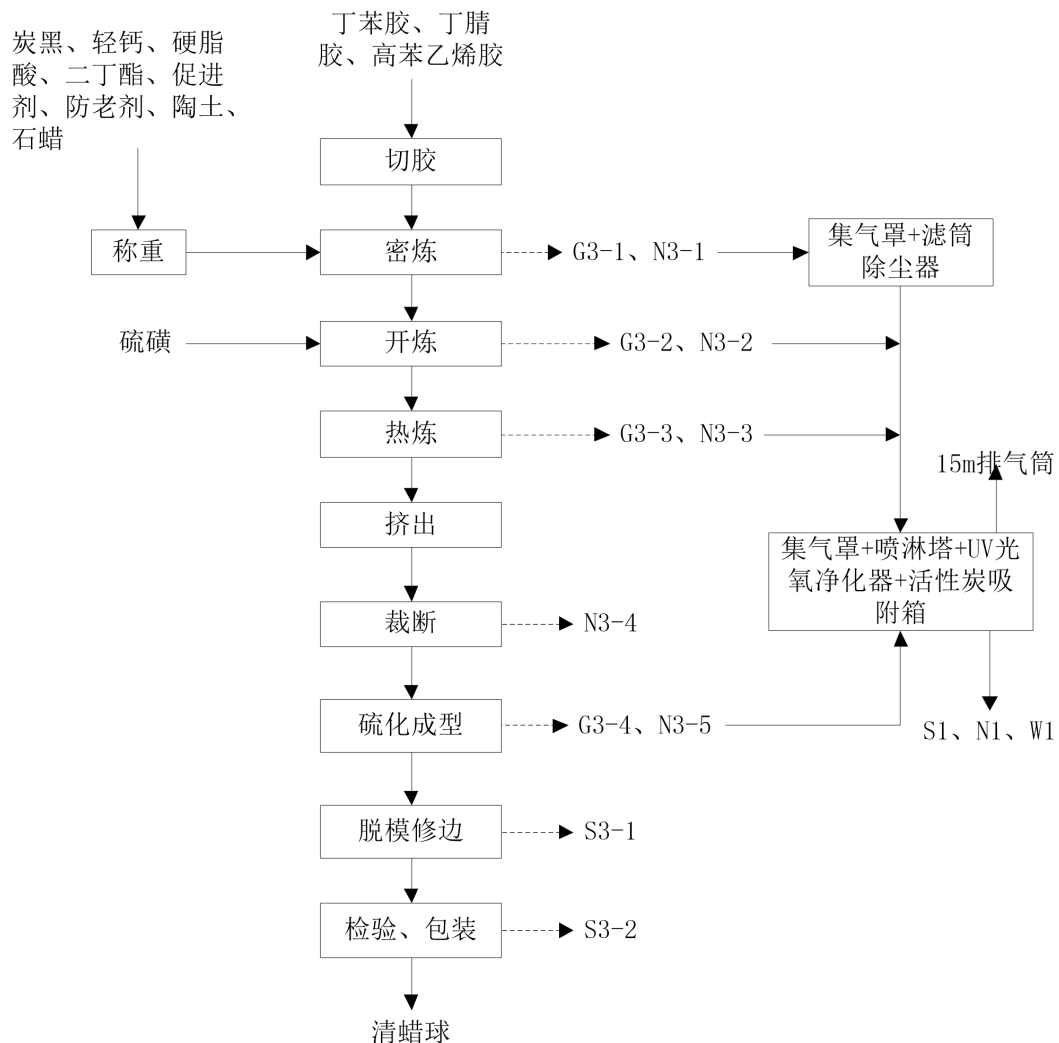 丁苯胶、丁腈
胶、高苯乙烯胶
炭黑、轻钙、硬脂
酸、二丁酯、促进
剂、防老剂、陶土、
石蜡
切胶
称重
密炼
G3-1、N3-1
集气罩+滤筒
除尘器
硫磺
开炼
G3-2、N3-2
热炼
G3-3、N3-3
15m排气筒
挤出
集气罩+喷淋塔+UV光
氧净化器+活性炭吸
附箱
裁断
N3-4
硫化成型
G3-4、N3-5
S1、N1、W1
脱模修边
S3-1
检验、包装
S3-2
清蜡球